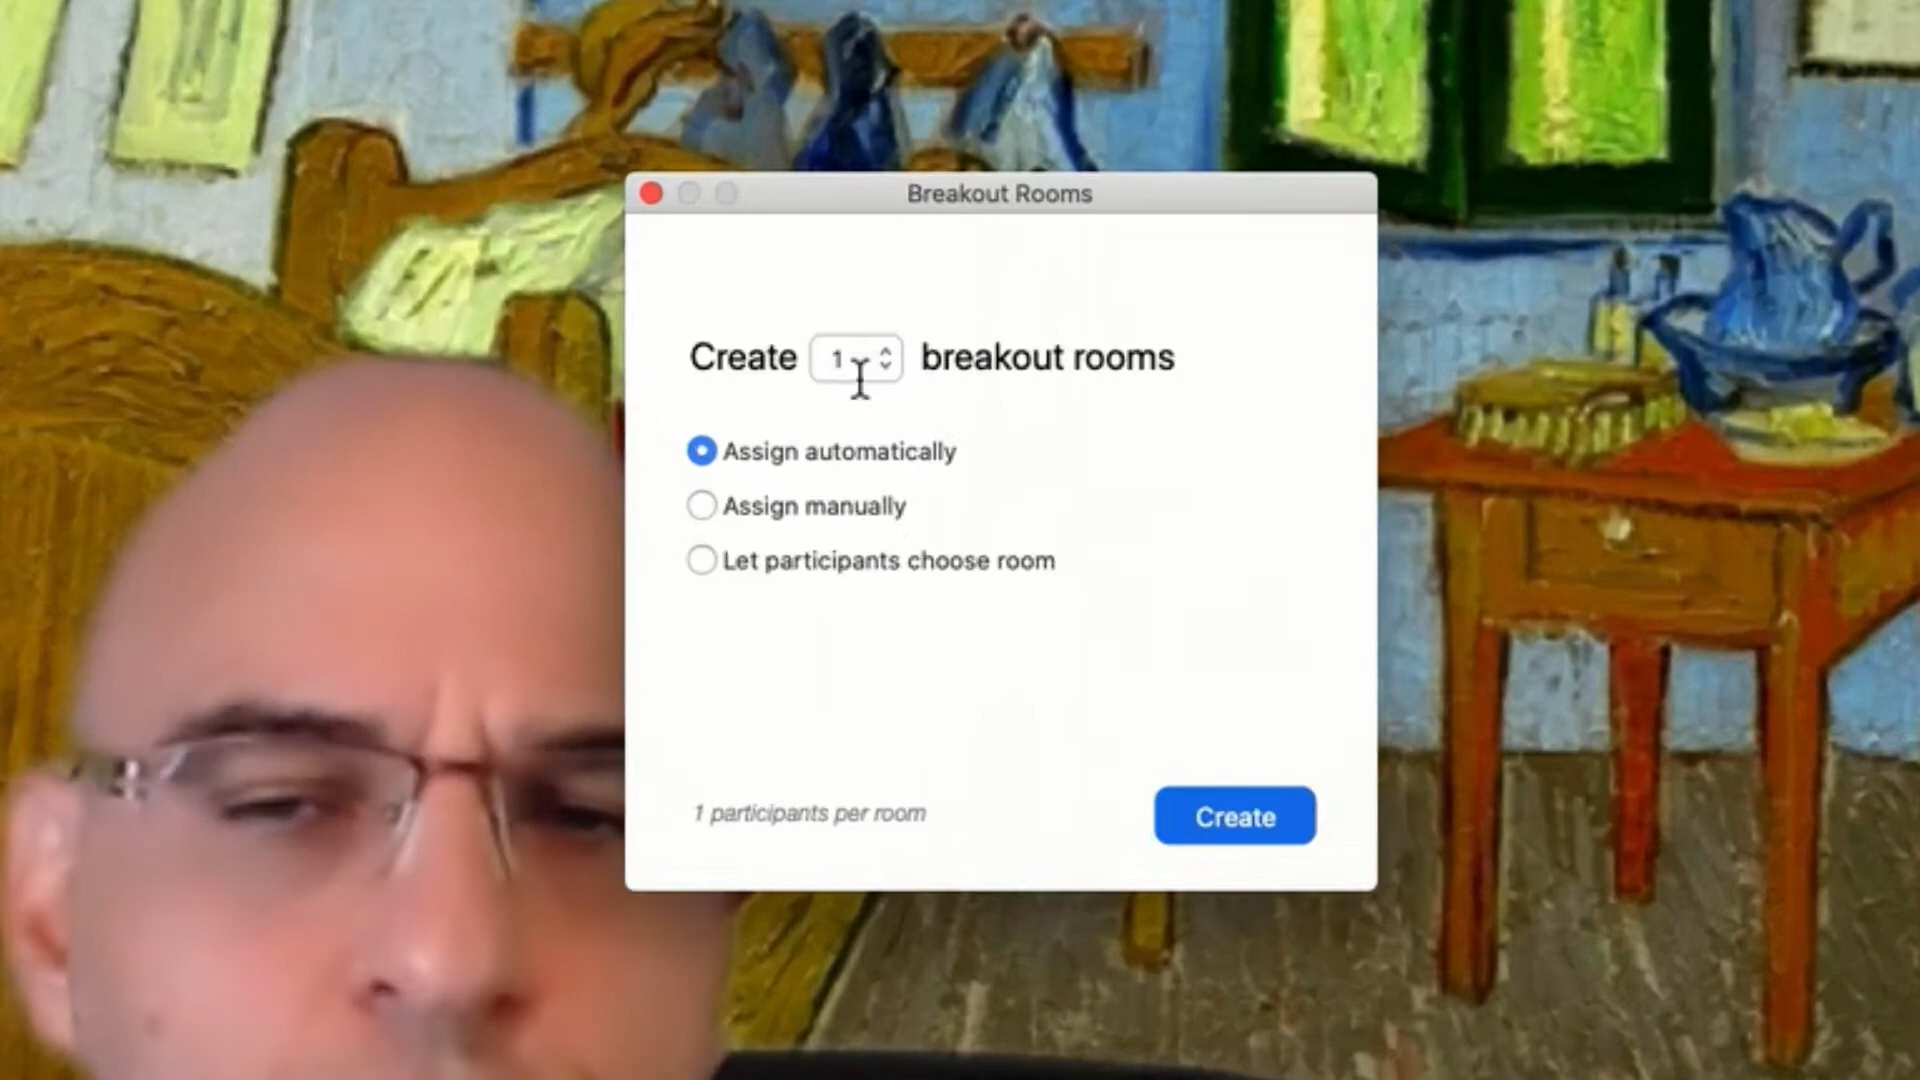 Breakout Rooms
Create 1 breakout rooms
Assign automatically
Assign manually
Let participants choose room
1 participants per room
Create